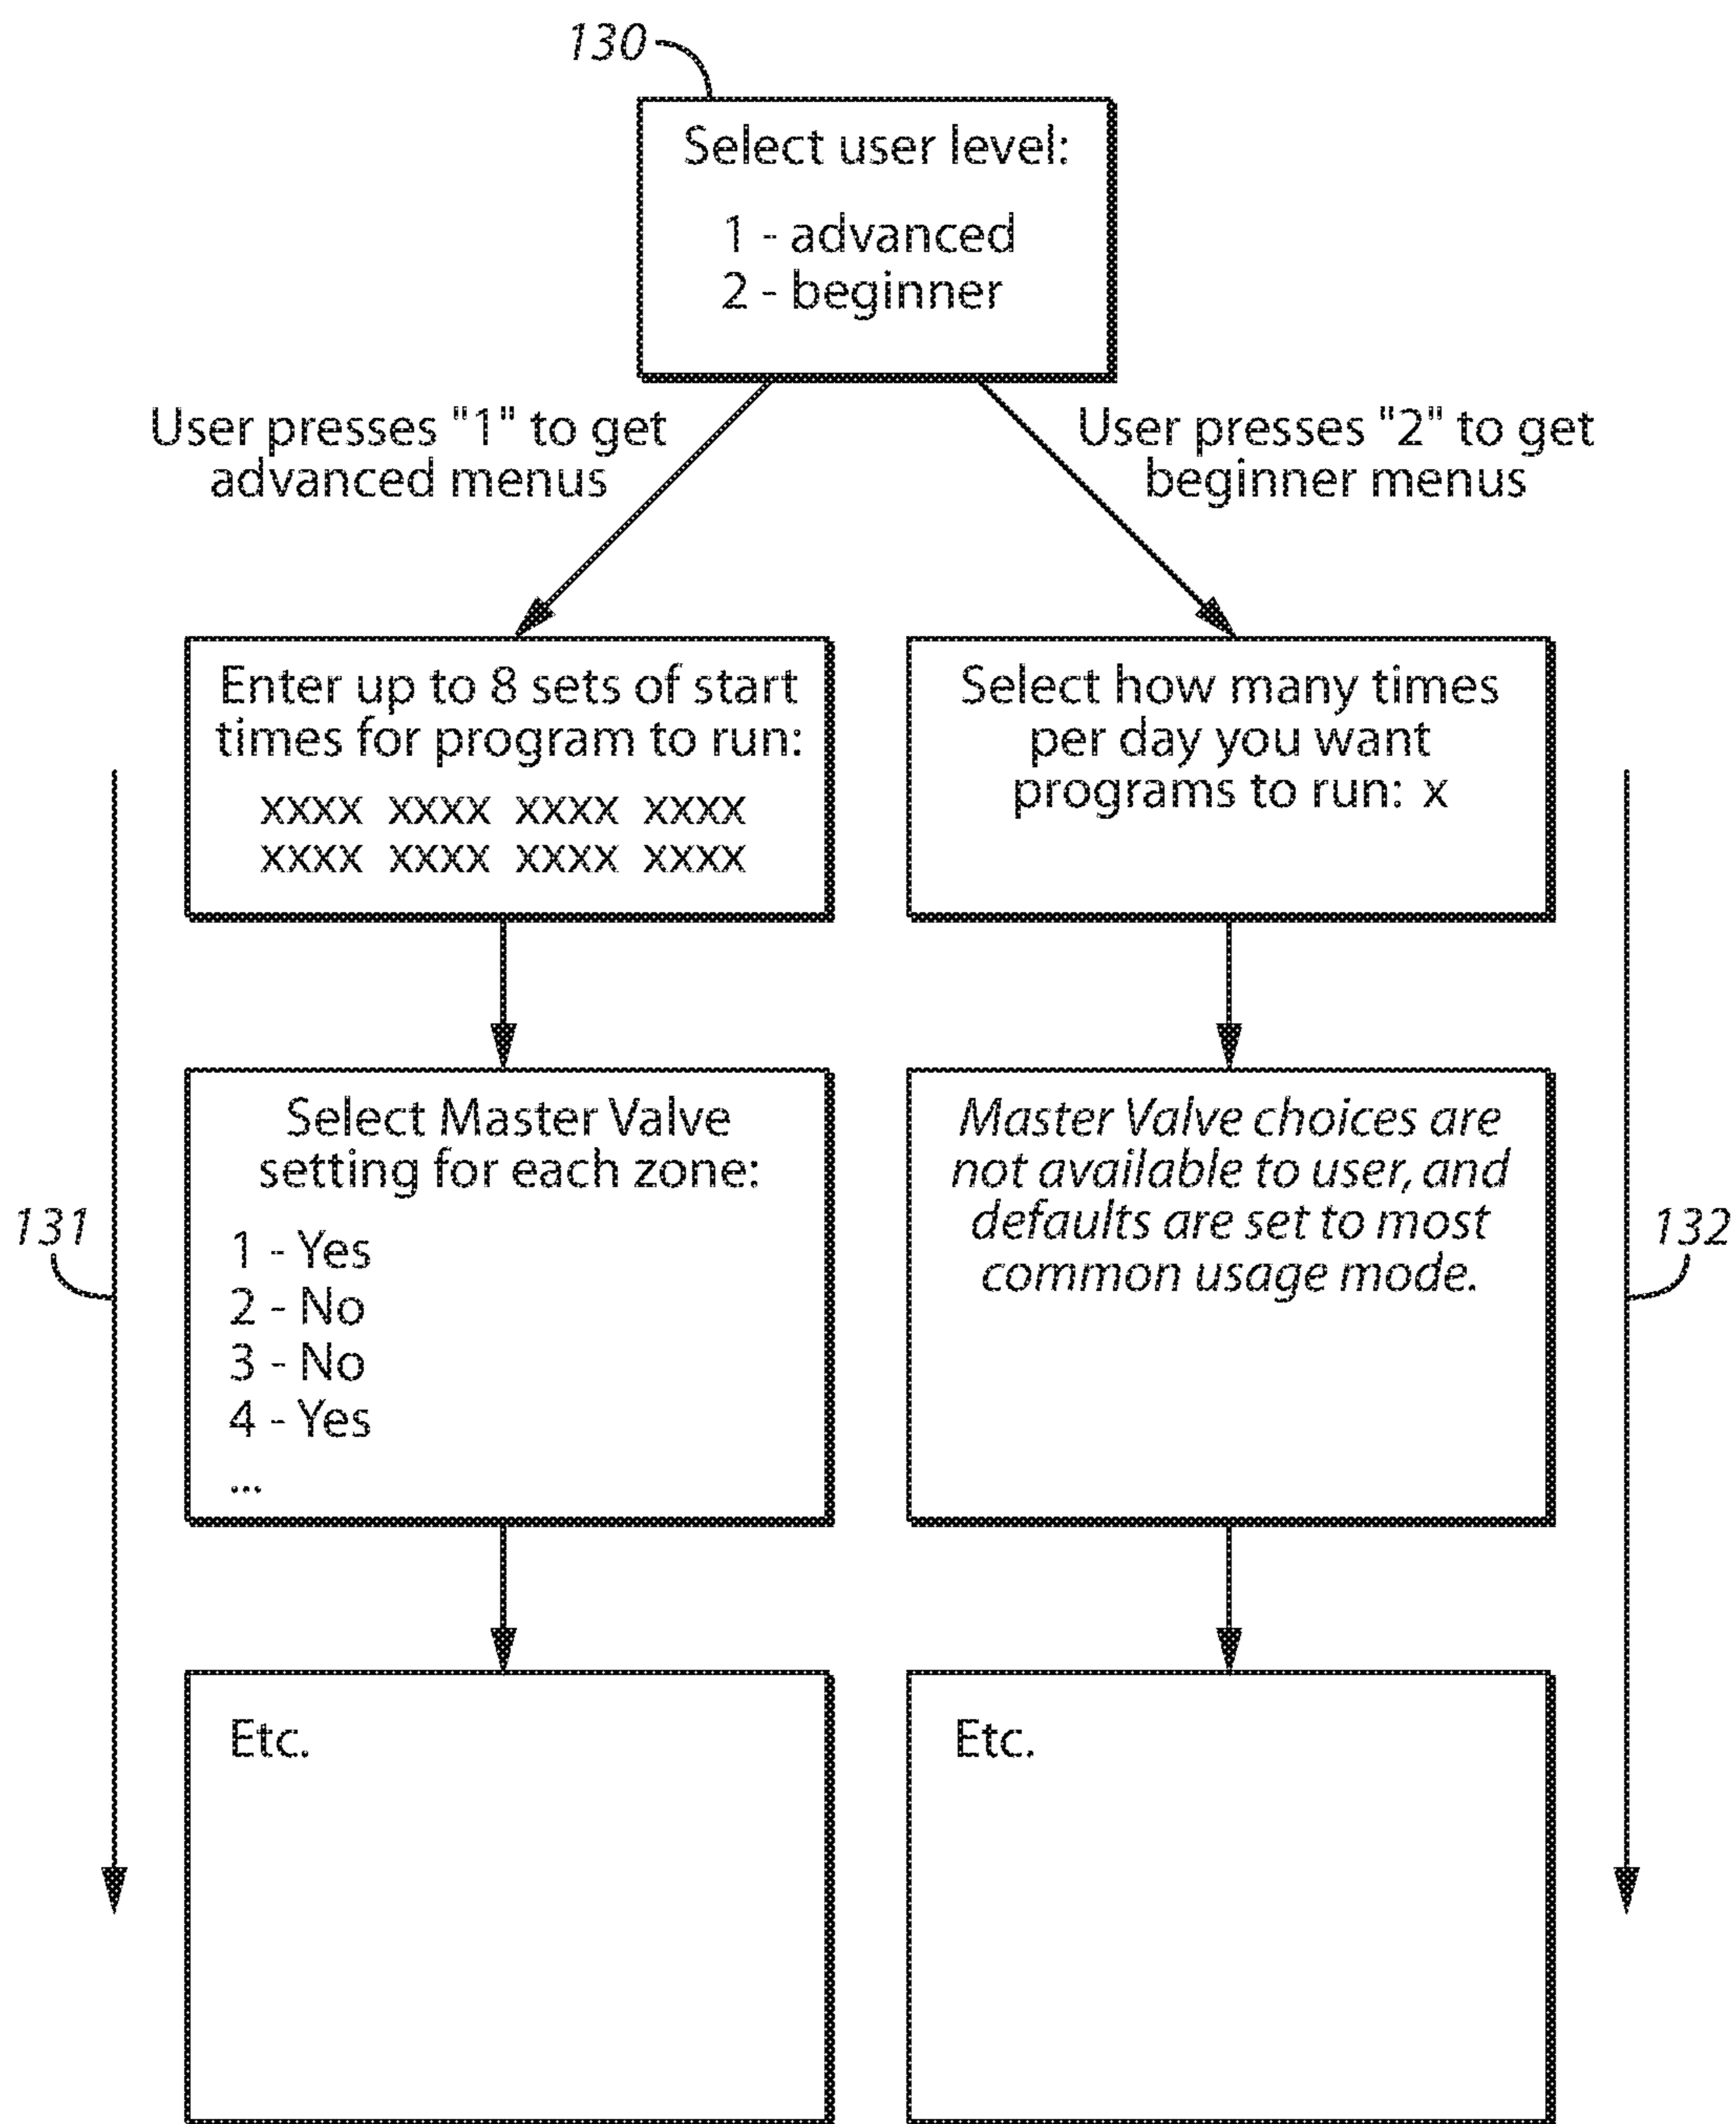 130
Select user level:
1 - advanced
2 - beginner
User presses "1" to get
advanced menus
User presses "2" to get
beginner menus
Enter up to 8 sets of start
times for program to run:
xxxx xxxx xxxx xxxx
xxxx xxxx xxxx xxxx
Select how many times
per day you want
programs to run: x
Select Master Valve
setting for each zone:
1 - Yes
2 - No
3 - No
4 - Yes
...
Master Valve choices are
not available to user, and
defaults are set to most
common usage mode.
131
132
Etc.
Etc.